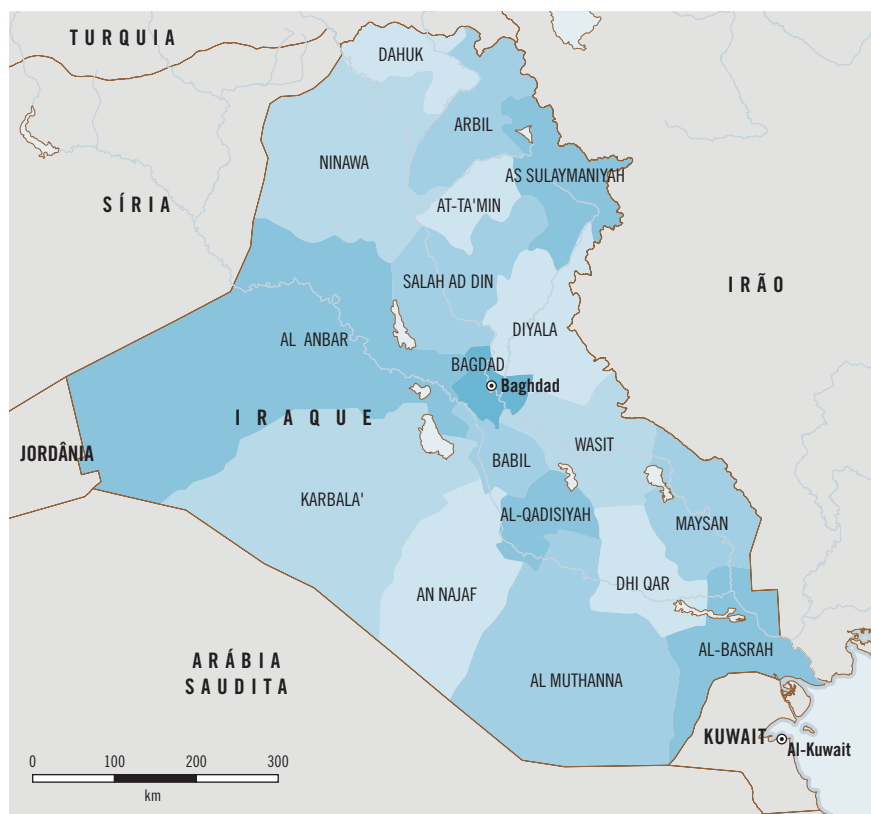 TURQUIA
DAHUK
ARBIL
NINAWA
AS SULAYMANIYAH
SÍRIA
AT-TA'MIN
SALAH AD DIN
IRÃO
DIYALA
AL ANBAR
BAGDAD
Baghdad
IRAQUE
JORDÂNIA
WASIT
BABIL
KARBALA'
AL-QADISIYAH
MAYSAN
DHI QAR
AN NAJAF
AL-BASRAH
ARÁBIA
SAUDITA
AL MUTHANNA
KUWAIT
Al-Kuwait
0 100 200 300
km